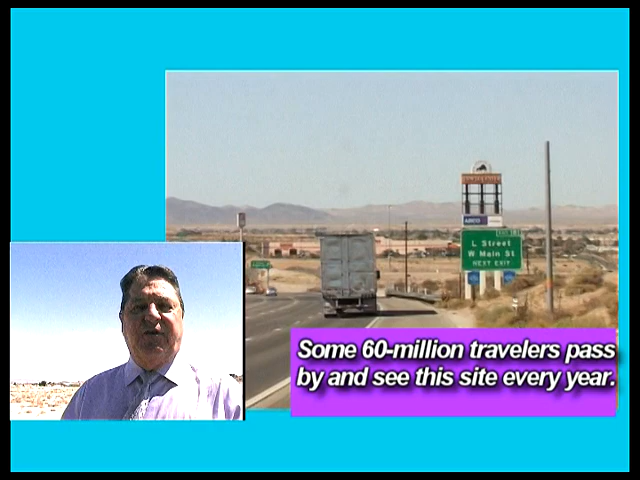 L Street
W Main St
NEXT EXIT
Some 60-million travelers pass
by and see this site every year.